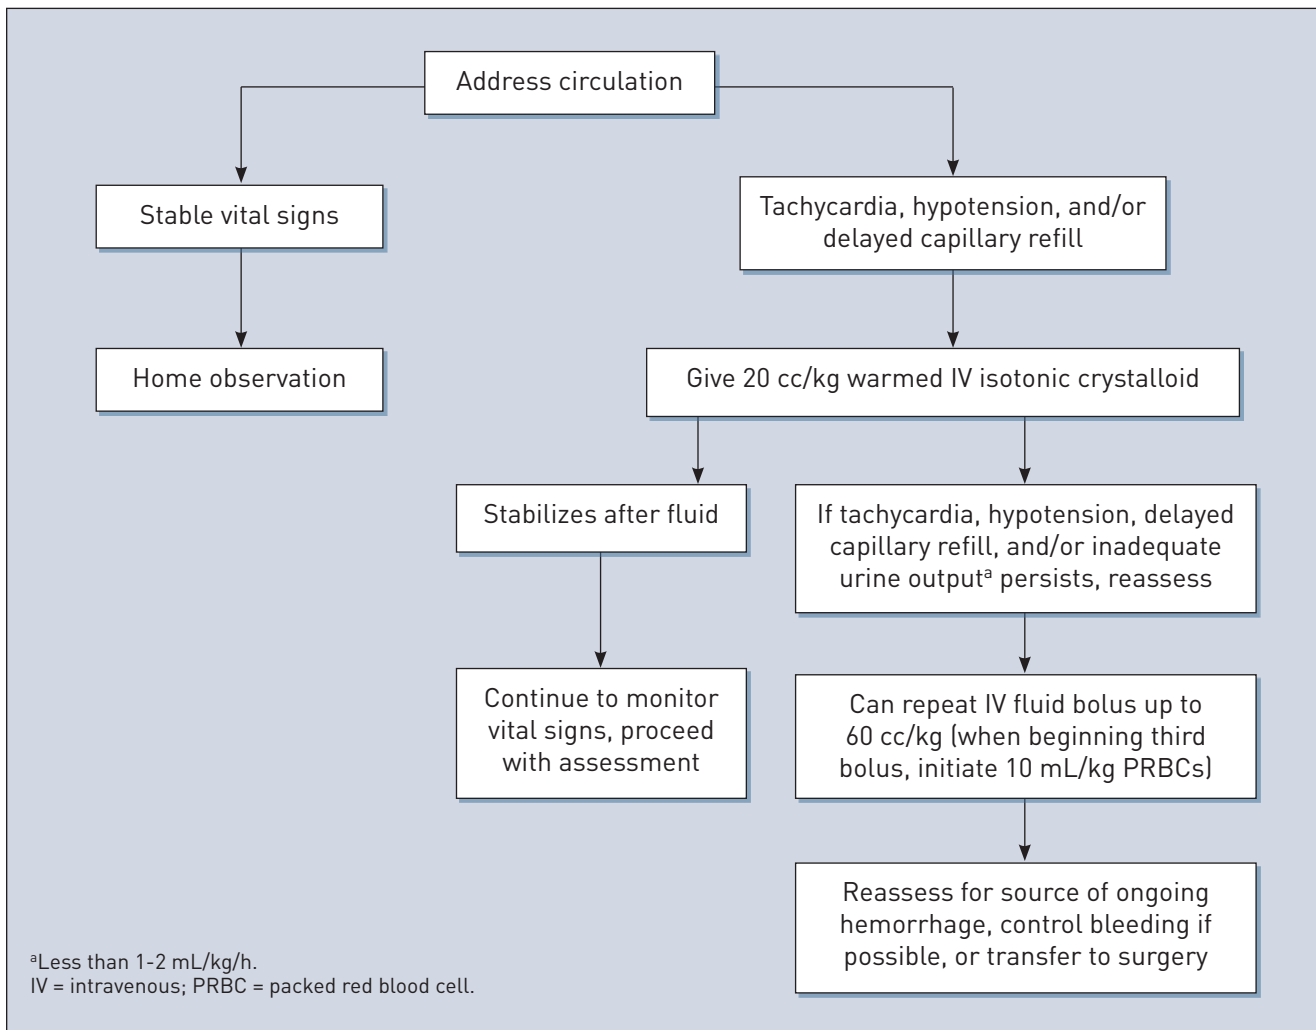 Address circulation
Stable vital signs
Tachycardia, hypotension, and/or
delayed capillary refill
Home observation
Give 20 cc/kg warmed IV isotonic crystalloid
Stabilizes after fluid
If tachycardia, hypotension, delayed
capillary refill, and/or inadequate
urine outputᵃ persists, reassess
Continue to monitor
vital signs, proceed
with assessment
Can repeat IV fluid bolus up to
60 cc/kg (when beginning third
bolus, initiate 10 mL/kg PRBCs)
Reassess for source of ongoing
hemorrhage, control bleeding if
possible, or transfer to surgery
ᵃLess than 1-2 mL/kg/h.
IV = intravenous; PRBC = packed red blood cell.